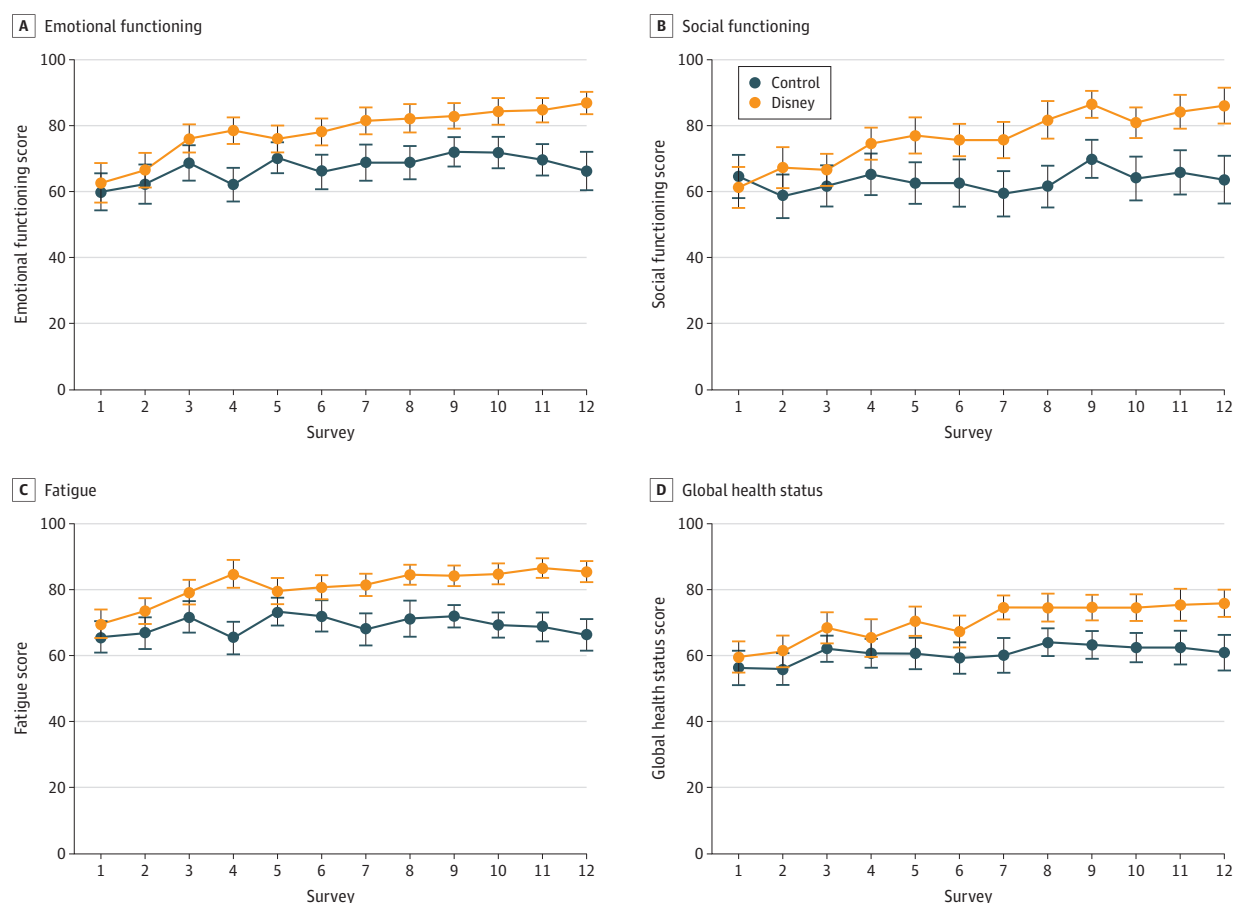 A Emotional functioning
100
80
60
40
20
0
Emotional functioning score
1 2 3 4 5 6 7 8 9 10 11 12
Survey
B Social functioning
Control
Disney
100
80
60
40
20
0
Social functioning score
1 2 3 4 5 6 7 8 9 10 11 12
Survey
C Fatigue
100
80
60
40
20
0
Fatigue score
1 2 3 4 5 6 7 8 9 10 11 12
Survey
D Global health status
100
80
60
40
20
0
Global health status score
1 2 3 4 5 6 7 8 9 10 11 12
Survey